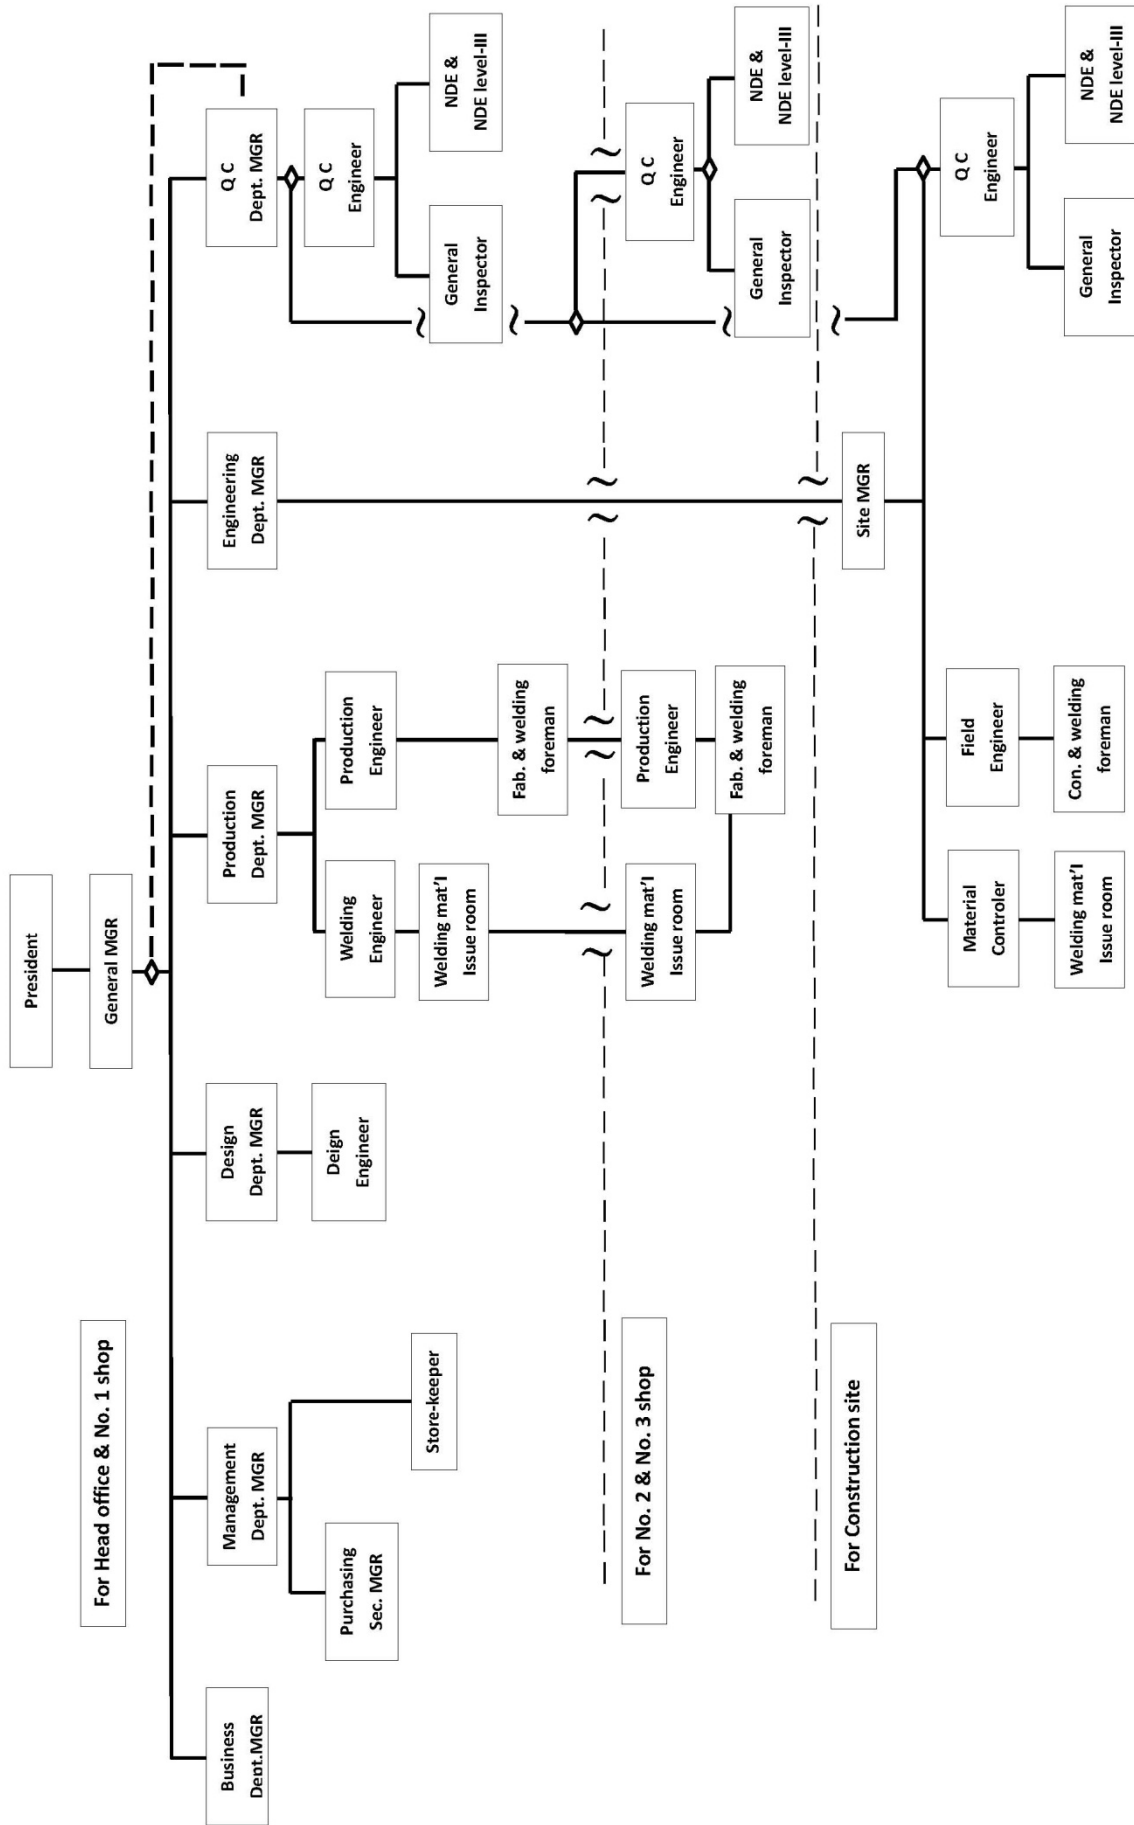 President
General MGR
For Head office & No. 1 shop
Business
Dent.MGR
Management
Dept. MGR
Design
Dept. MGR
Production
Dept. MGR
Engineering
Dept. MGR
Q C
Dept. MGR
Purchasing
Sec. MGR
Store-keeper
Deign
Engineer
Welding
Engineer
Production
Engineer
Q C
Engineer
Welding mat'l
Issue room
Fab. & welding
foreman
General
Inspector
NDE &
NDE level-III
For No. 2 & No. 3 shop
Welding mat'l
Issue room
Production
Engineer
Fab. & welding
foreman
Q C
Engineer
General
Inspector
NDE &
NDE level-III
For Construction site
Site MGR
Material
Controler
Field
Engineer
Q C
Engineer
Welding mat'l
Issue room
Con. & welding
foreman
General
Inspector
NDE &
NDE level-III